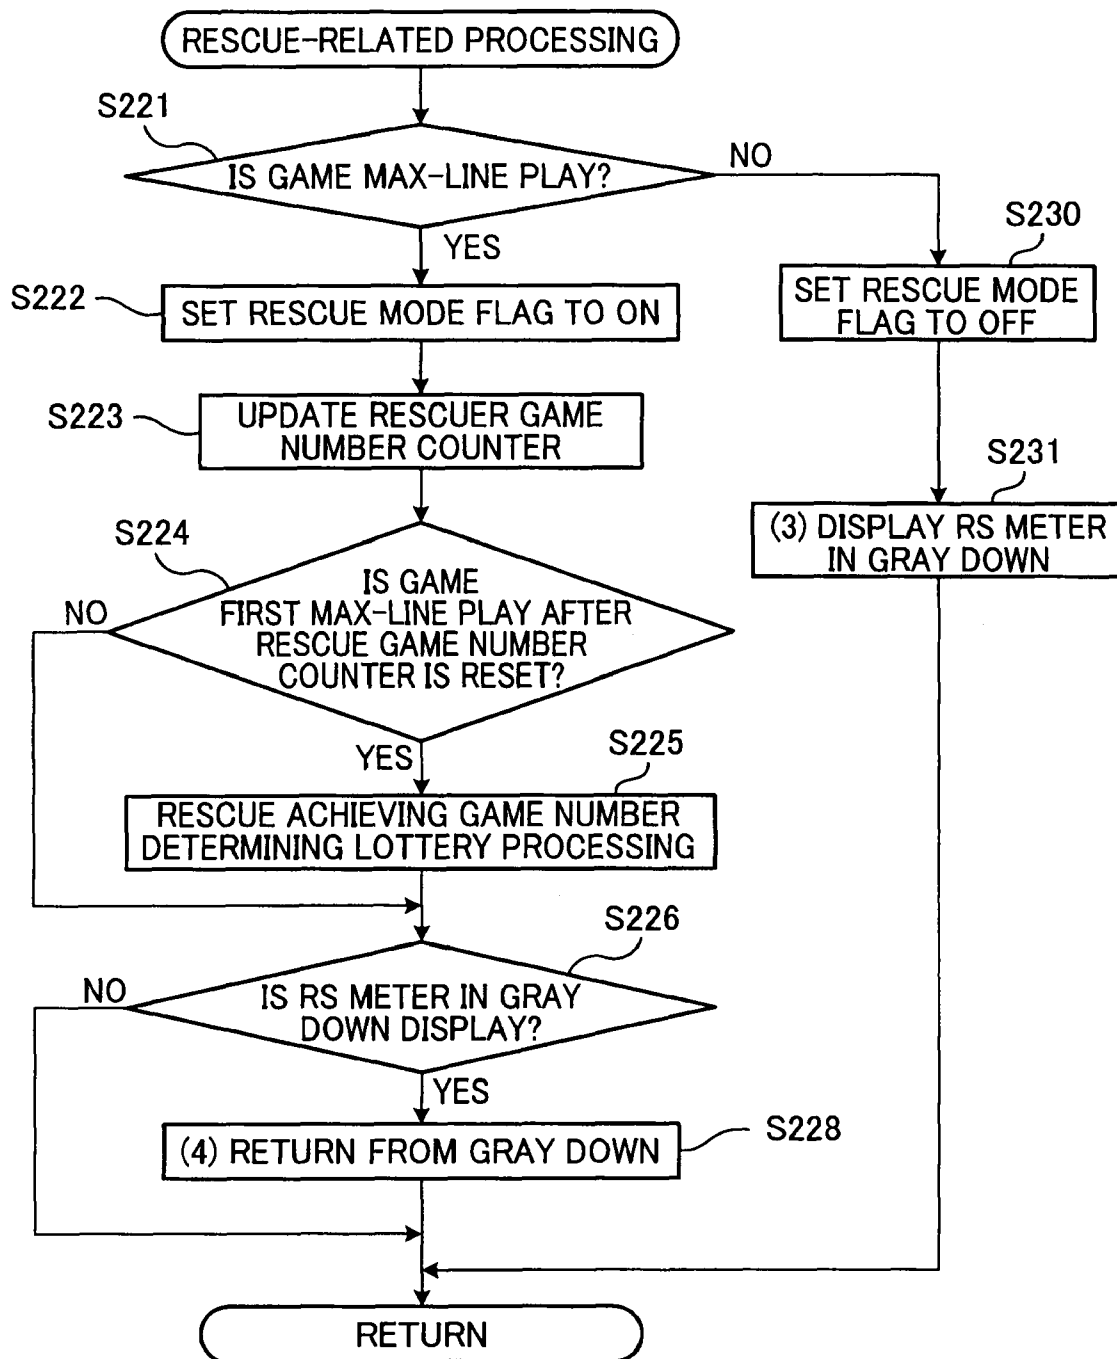 RESCUE-RELATED PROCESSING
S221
IS GAME MAX-LINE PLAY?
NO
YES
S230
SET RESCUE MODE
FLAG TO OFF
S222
SET RESCUE MODE FLAG TO ON
S223
UPDATE RESCUER GAME
NUMBER COUNTER
S231
(3) DISPLAY RS METER
IN GRAY DOWN
S224
IS GAME
FIRST MAX-LINE PLAY AFTER
RESCUE GAME NUMBER
COUNTER IS RESET?
NO
YES
S225
RESCUE ACHIEVING GAME NUMBER
DETERMINING LOTTERY PROCESSING
S226
IS RS METER IN GRAY
DOWN DISPLAY?
NO
YES
S228
(4) RETURN FROM GRAY DOWN
RETURN